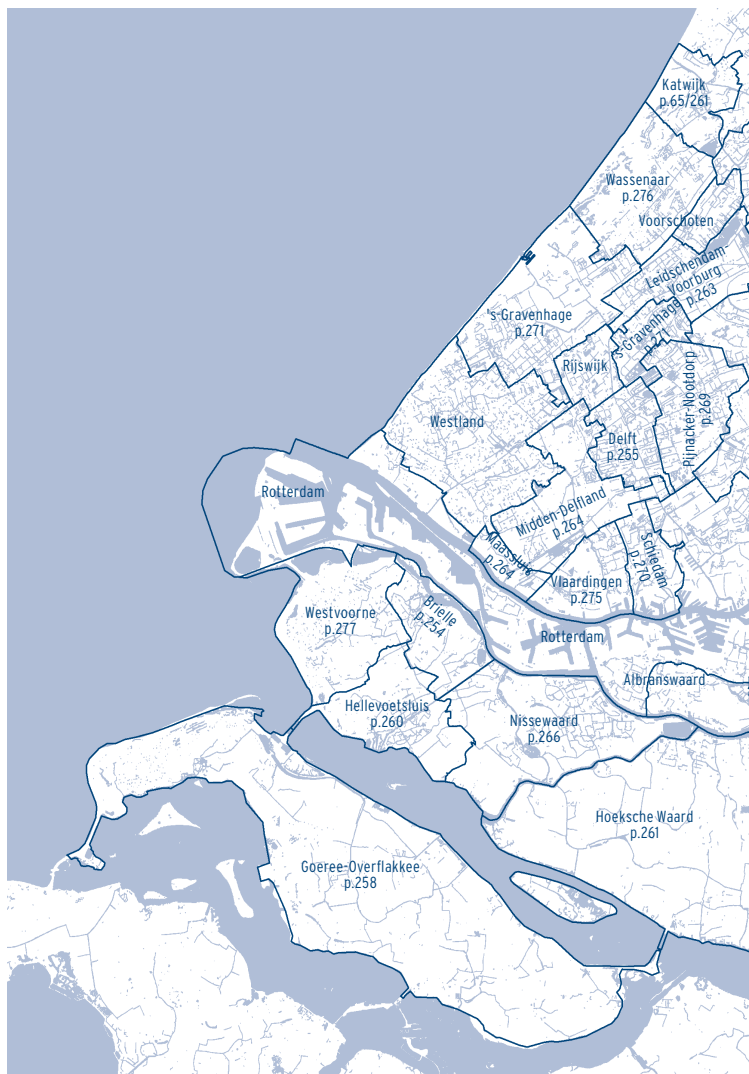 Katwijk
p.65/261
Wassenaar
p.276
Voorschoten
Leidschendam-
Voorburg
p.263
's-Gravenhage
p.271
's-Gravenhage
p.271
Rijswijk
Pijnacker-Nootdorp
p.269
Westland
Delft
p.255
Rotterdam
Midden-Delfland
p.264
Maassluis
p.264
Schiedam
p.270
Vlaardingen
p.275
Westvoorne
p.277
Brielle
p.254
Rotterdam
Albranswaard
Hellevoetsluis
p.260
Nissewaard
p.266
Hoeksche Waard
p.261
Goeree-Overflakkee
p.258